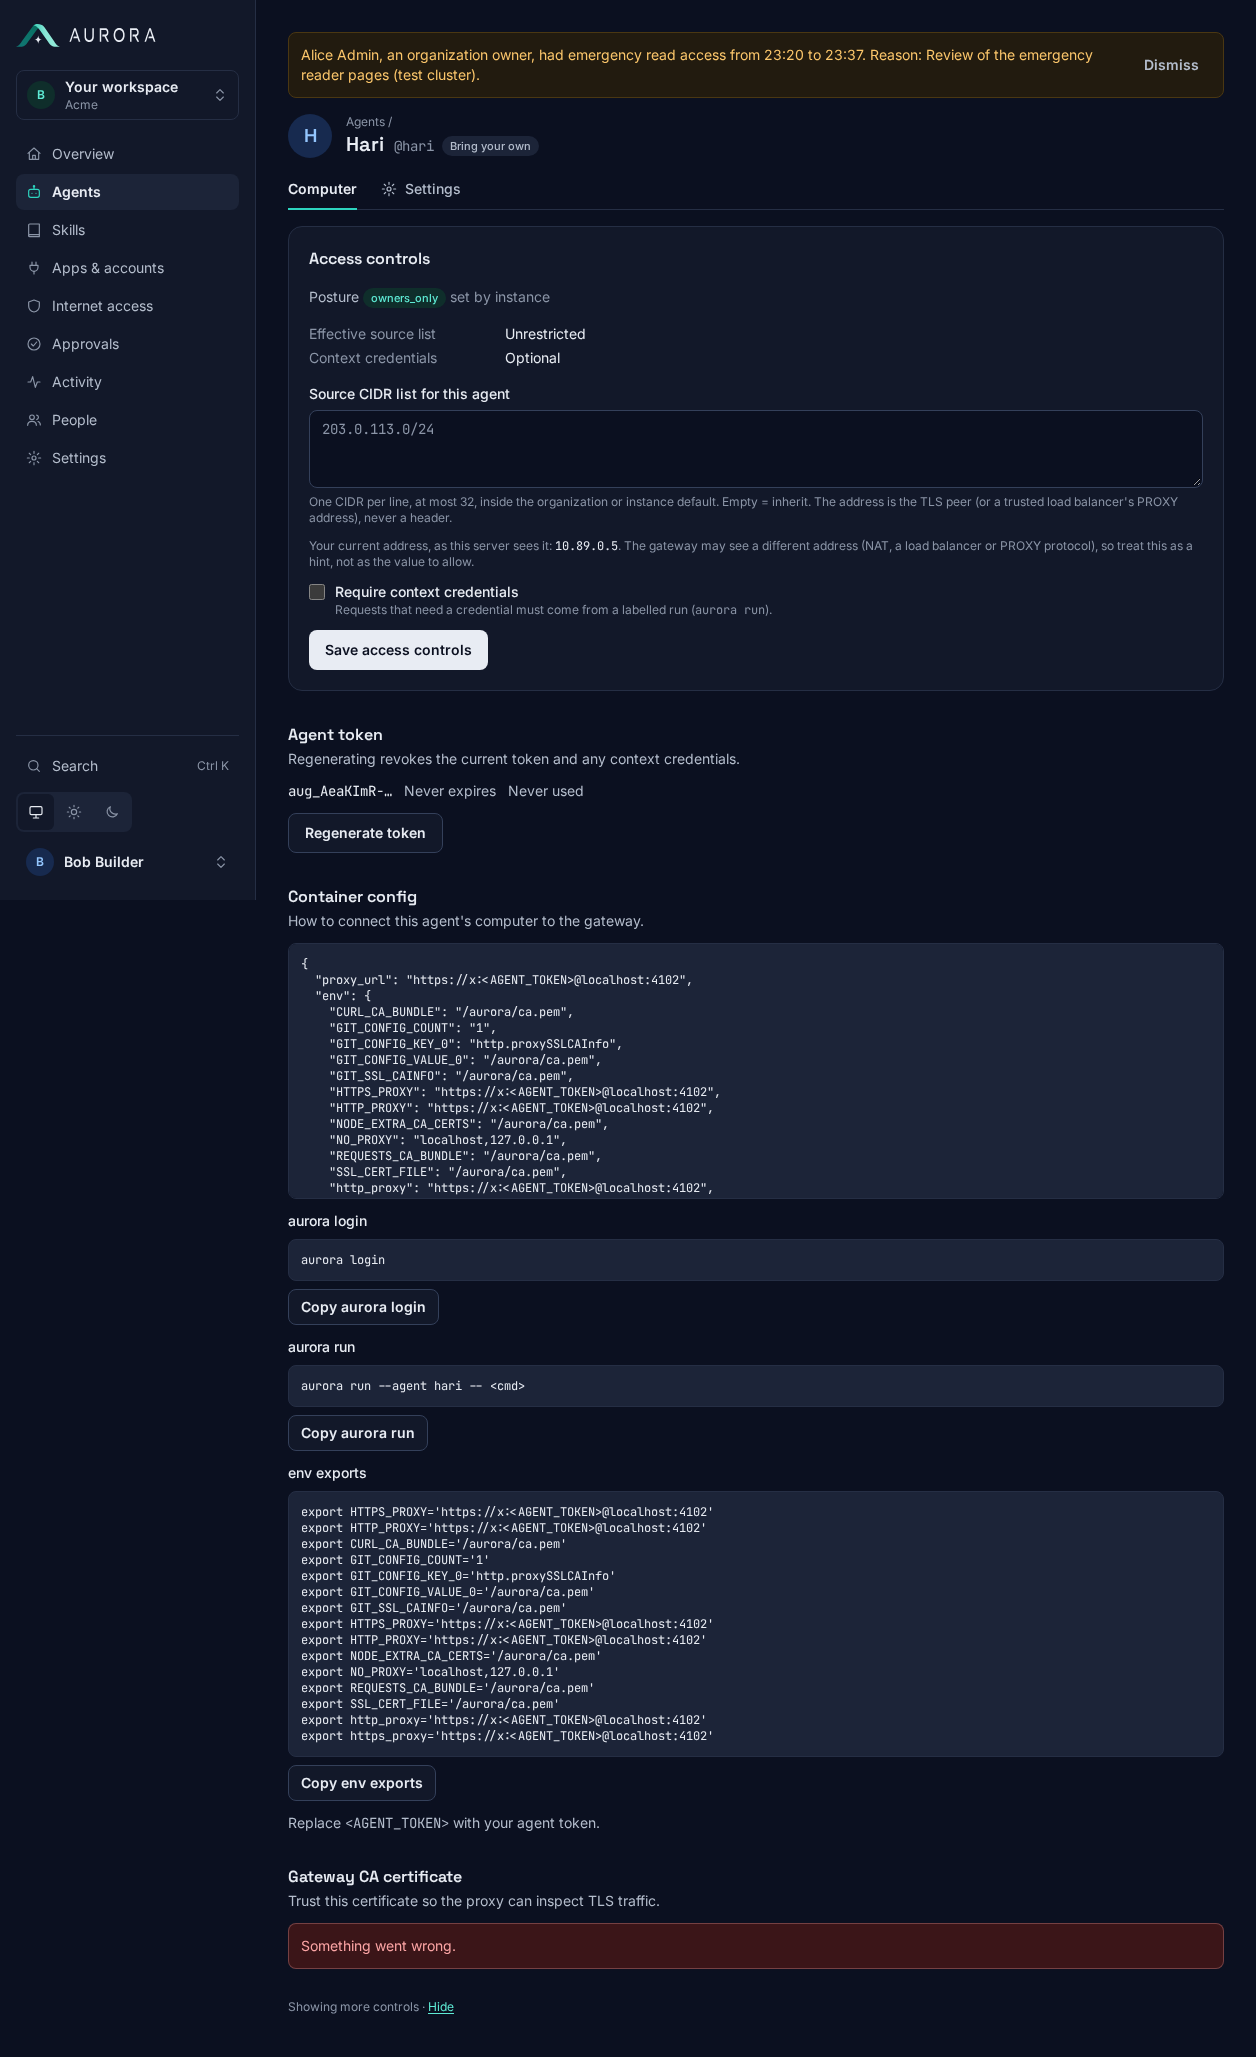 AURORA
B
Your workspace
Acme
Overview
Agents
Skills
Apps & accounts
Internet access
Approvals
Activity
People
Settings
Search
Ctrl K
B
Bob Builder
Alice Admin, an organization owner, had emergency read access from 23:20 to 23:37. Reason: Review of the emergency
reader pages (test cluster).
Dismiss
H
Agents /
Hari @hari Bring your own
Computer
Settings
Access controls
Posture owners_only set by instance
Effective source list Unrestricted
Context credentials Optional
Source CIDR list for this agent
203.0.113.0/24
One CIDR per line, at most 32, inside the organization or instance default. Empty = inherit. The address is the TLS peer (or a trusted load balancer's PROXY
address), never a header.
Your current address, as this server sees it: 10.89.0.5. The gateway may see a different address (NAT, a load balancer or PROXY protocol), so treat this as a
hint, not as the value to allow.
Require context credentials
Requests that need a credential must come from a labelled run (aurora run).
Save access controls
Agent token
Regenerating revokes the current token and any context credentials.
aug_AeaKImR-… Never expires Never used
Regenerate token
Container config
How to connect this agent's computer to the gateway.
{
"proxy_url": "https://x:<AGENT_TOKEN>@localhost:4102",
"env": {
"CURL_CA_BUNDLE": "/aurora/ca.pem",
"GIT_CONFIG_COUNT": "1",
"GIT_CONFIG_KEY_0": "http.proxySSLCAInfo",
"GIT_CONFIG_VALUE_0": "/aurora/ca.pem",
"GIT_SSL_CAINFO": "/aurora/ca.pem",
"HTTPS_PROXY": "https://x:<AGENT_TOKEN>@localhost:4102",
"HTTP_PROXY": "https://x:<AGENT_TOKEN>@localhost:4102",
"NODE_EXTRA_CA_CERTS": "/aurora/ca.pem",
"NO_PROXY": "localhost,127.0.0.1",
"REQUESTS_CA_BUNDLE": "/aurora/ca.pem",
"SSL_CERT_FILE": "/aurora/ca.pem",
"http_proxy": "https://x:<AGENT_TOKEN>@localhost:4102",
aurora login
aurora login
Copy aurora login
aurora run
aurora run --agent hari -- <cmd>
Copy aurora run
env exports
export HTTPS_PROXY='https://x:<AGENT_TOKEN>@localhost:4102'
export HTTP_PROXY='https://x:<AGENT_TOKEN>@localhost:4102'
export CURL_CA_BUNDLE='/aurora/ca.pem'
export GIT_CONFIG_COUNT='1'
export GIT_CONFIG_KEY_0='http.proxySSLCAInfo'
export GIT_CONFIG_VALUE_0='/aurora/ca.pem'
export GIT_SSL_CAINFO='/aurora/ca.pem'
export HTTPS_PROXY='https://x:<AGENT_TOKEN>@localhost:4102'
export HTTP_PROXY='https://x:<AGENT_TOKEN>@localhost:4102'
export NODE_EXTRA_CA_CERTS='/aurora/ca.pem'
export NO_PROXY='localhost,127.0.0.1'
export REQUESTS_CA_BUNDLE='/aurora/ca.pem'
export SSL_CERT_FILE='/aurora/ca.pem'
export http_proxy='https://x:<AGENT_TOKEN>@localhost:4102'
export https_proxy='https://x:<AGENT_TOKEN>@localhost:4102'
Copy env exports
Replace <AGENT_TOKEN> with your agent token.
Gateway CA certificate
Trust this certificate so the proxy can inspect TLS traffic.
Something went wrong.
Showing more controls · Hide